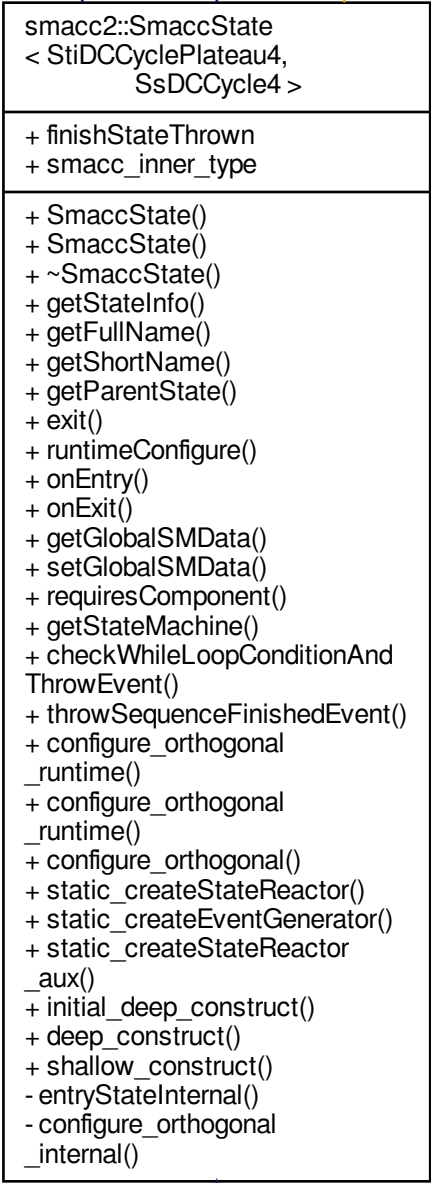 smacc2::SmaccState
< StiDCCyclePlateau4,
SsDCCycle4 >
+ finishStateThrown
+ smacc_inner_type
+ SmaccState()
+ SmaccState()
+ ~SmaccState()
+ getStateInfo()
+ getFullName()
+ getShortName()
+ getParentState()
+ exit()
+ runtimeConfigure()
+ onEntry()
+ onExit()
+ getGlobalSMData()
+ setGlobalSMData()
+ requiresComponent()
+ getStateMachine()
+ checkWhileLoopConditionAnd
ThrowEvent()
+ throwSequenceFinishedEvent()
+ configure_orthogonal
_runtime()
+ configure_orthogonal
_runtime()
+ configure_orthogonal()
+ static_createStateReactor()
+ static_createEventGenerator()
+ static_createStateReactor
_aux()
+ initial_deep_construct()
+ deep_construct()
+ shallow_construct()
- entryStateInternal()
- configure_orthogonal
_internal()